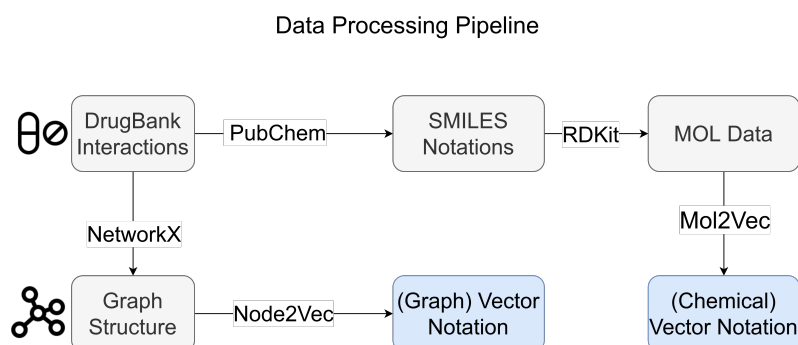 Data Processing Pipeline
DrugBank
Interactions
PubChem
SMILES
Notations
RDKit
MOL Data
NetworkX
Mol2Vec
Graph
Structure
Node2Vec
(Graph) Vector
Notation
(Chemical)
Vector Notation